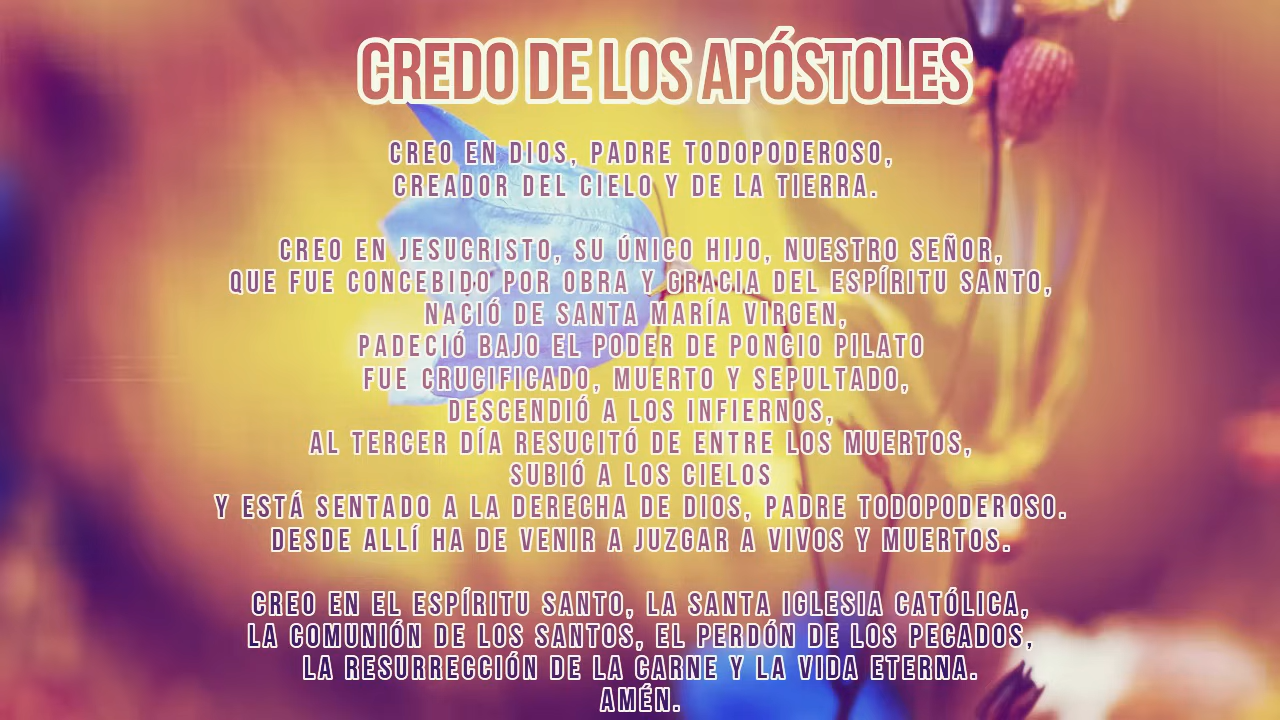 CREDO DE LOS APÓSTOLES
CREO EN DIOS, PADRE TODOPODEROSO,
CREADOR DEL CIELO Y DE LA TIERRA.
CREO EN JESUCRISTO, SU ÚNICO HIJO, NUESTRO SEÑOR,
QUE FUE CONCEBIDO POR OBRA Y GRACIA DEL ESPÍRITU SANTO,
NACIÓ DE SANTA MARÍA VIRGEN,
PADECIÓ BAJO EL PODER DE PONCIO PILATO
FUE CRUCIFICADO, MUERTO Y SEPULTADO,
DESCENDIÓ A LOS INFIERNOS,
AL TERCER DÍA RESUCITÓ DE ENTRE LOS MUERTOS,
SUBIÓ A LOS CIELOS
Y ESTÁ SENTADO A LA DERECHA DE DIOS, PADRE TODOPODEROSO.
DESDE ALLÍ HA DE VENIR A JUZGAR A VIVOS Y MUERTOS.
CREO EN EL ESPÍRITU SANTO, LA SANTA IGLESIA CATÓLICA,
LA COMUNIÓN DE LOS SANTOS, EL PERDÓN DE LOS PECADOS,
LA RESURRECCIÓN DE LA CARNE Y LA VIDA ETERNA.
AMÉN.